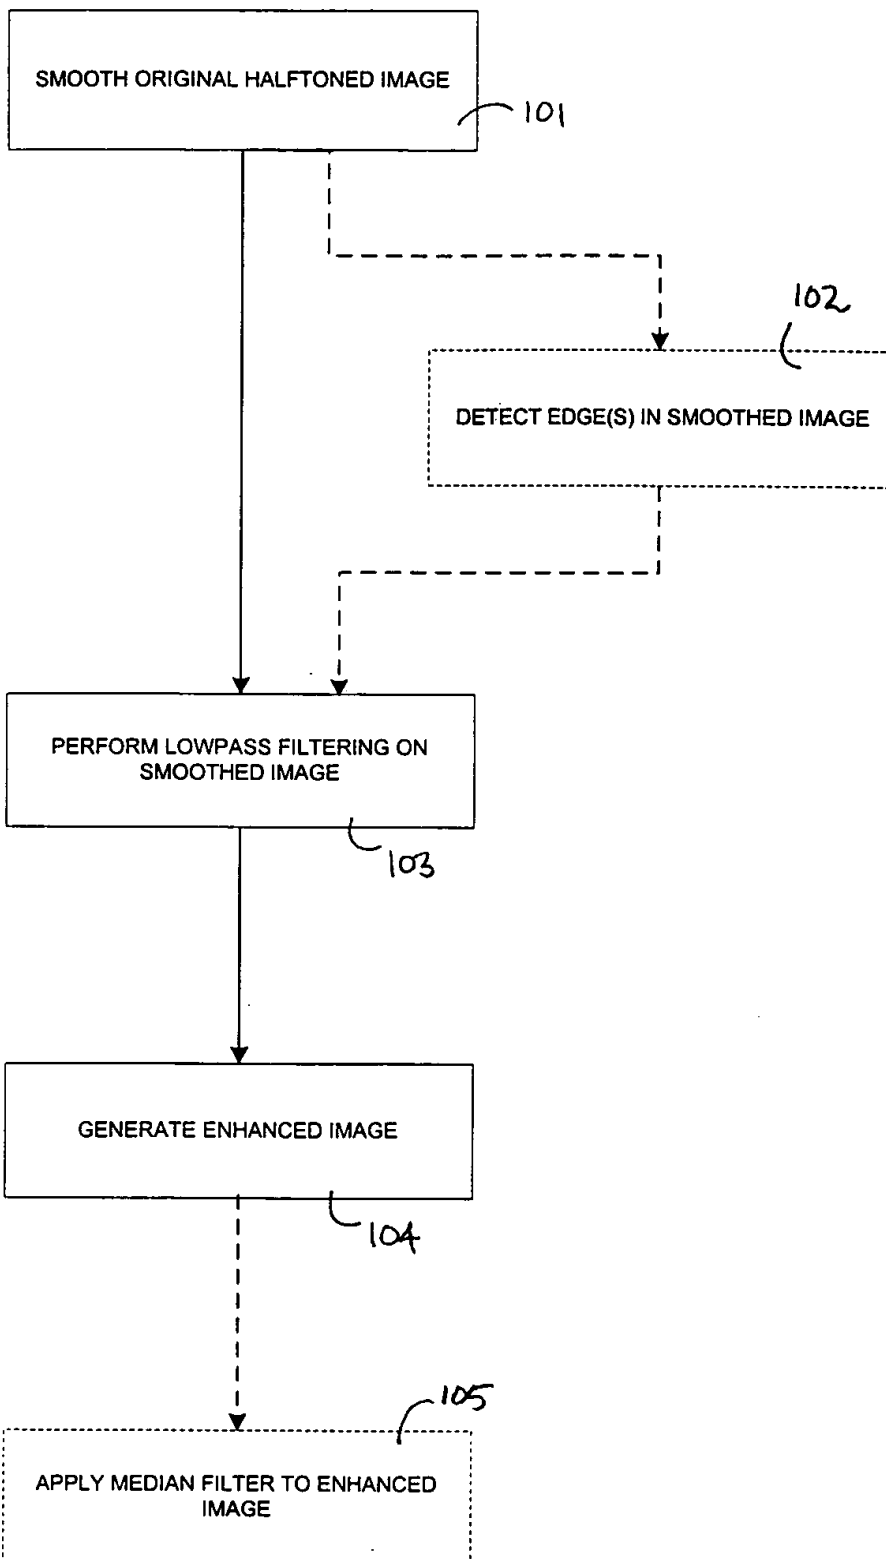 SMOOTH ORIGINAL HALFTONED IMAGE
101
102
DETECT EDGE(S) IN SMOOTHED IMAGE
PERFORM LOWPASS FILTERING ON
SMOOTHED IMAGE
103
GENERATE ENHANCED IMAGE
104
105
APPLY MEDIAN FILTER TO ENHANCED
IMAGE